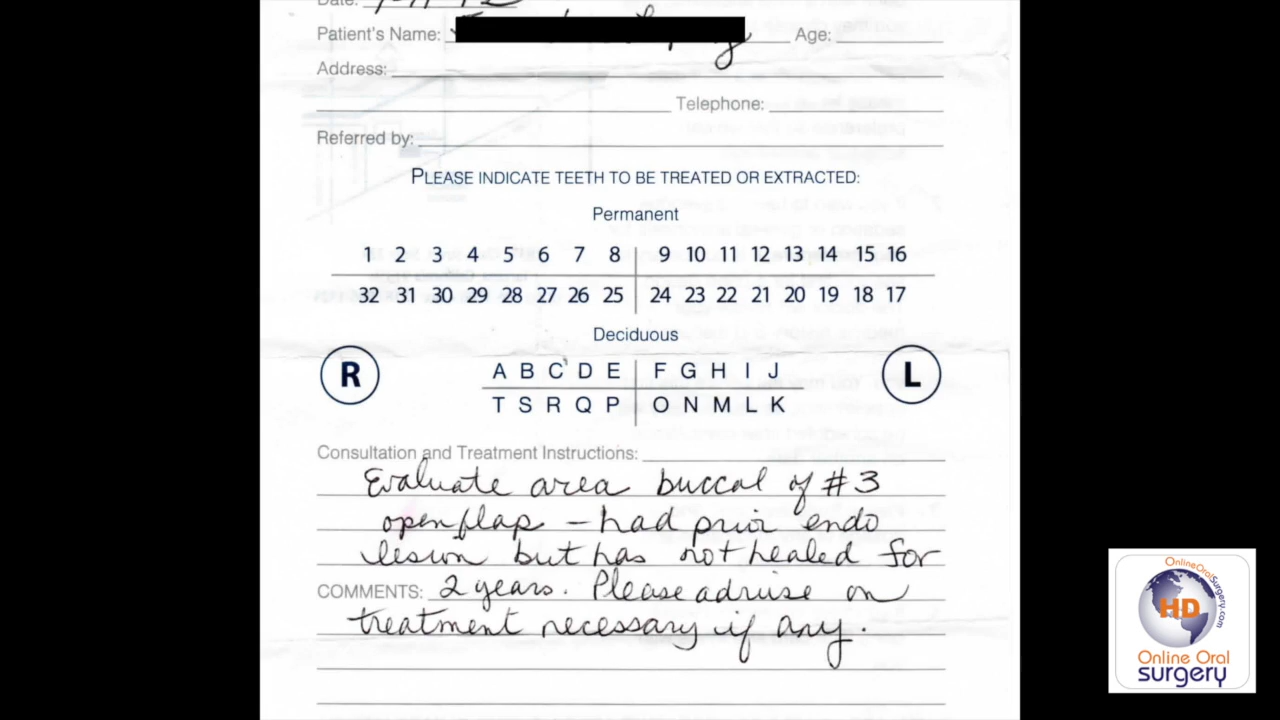 Date:
Patient's Name: Age:
Address:
Telephone:
Referred by:
PLEASE INDICATE TEETH TO BE TREATED OR EXTRACTED:
Permanent
1 2 3 4 5 6 7 8 9 10 11 12 13 14 15 16
32 31 30 29 28 27 26 25 24 23 22 21 20 19 18 17
Deciduous
R A B C D E F G H I J L
T S R Q P O N M L K
Consultation and Treatment Instructions:
Evaluate area buccal of #3
open flap - had prior endo
lesion but has not healed for
COMMENTS: 2 years. Please advise on
treatment necessary if any.
OnlineOralSurgery.com
HD
Online Oral
surgery